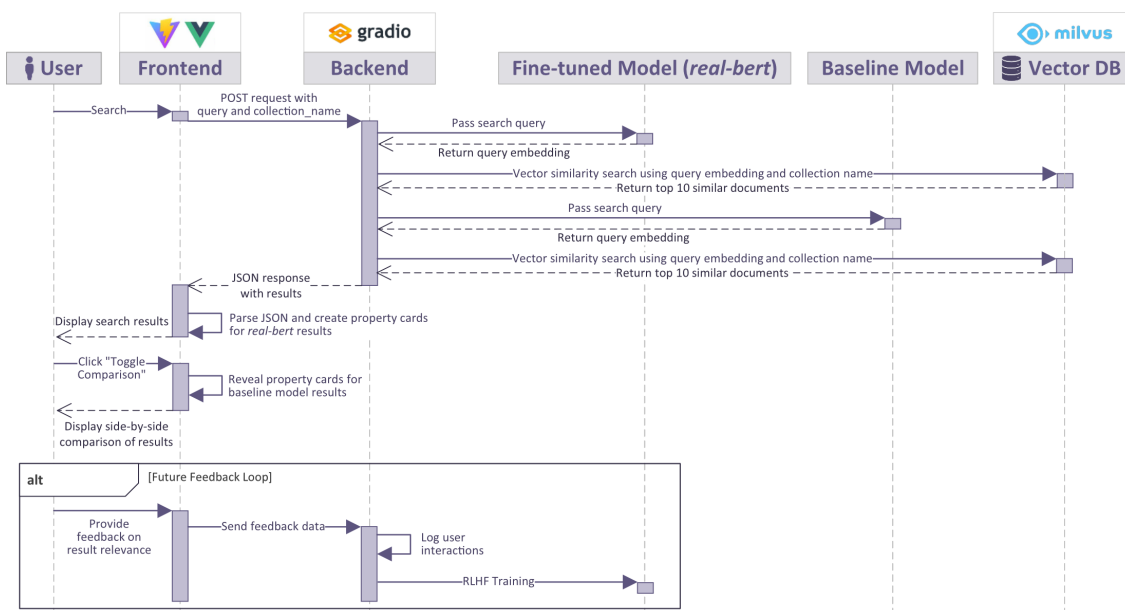 gradio
milvus
User
Frontend
Backend
Fine-tuned Model (real-bert)
Baseline Model
Vector DB
Search
POST request with
query and collection_name
Pass search query
Return query embedding
Vector similarity search using query embedding and collection name
Return top 10 similar documents
Pass search query
Return query embedding
Vector similarity search using query embedding and collection name
Return top 10 similar documents
JSON response
with results
Parse JSON and create property cards
for real-bert results
Display search results
Click "Toggle
Comparison"
Reveal property cards for
baseline model results
Display side-by-side
comparison of results
alt
[Future Feedback Loop]
Provide
feedback on
result relevance
Send feedback data
Log user
interactions
RLHF Training